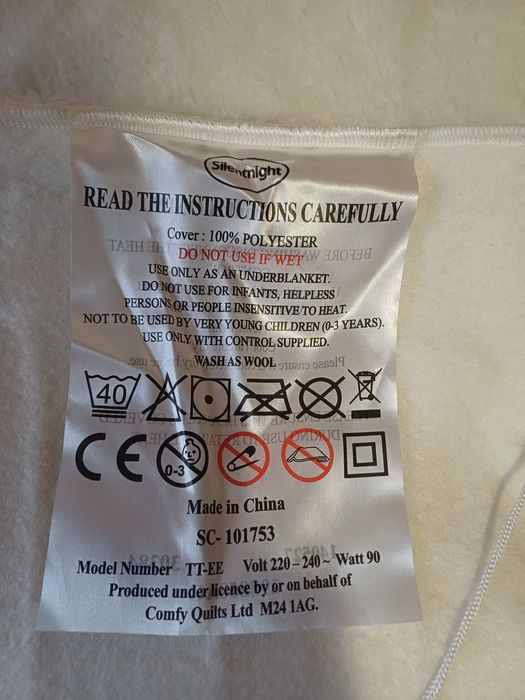 Silentnight
READ THE INSTRUCTIONS CAREFULLY
Cover : 100% POLYESTER
DO NOT USE IF WET
USE ONLY AS AN UNDERBLANKET.
DO NOT USE FOR INFANTS, HELPLESS
PERSONS OR PEOPLE INSENSITIVE TO HEAT.
NOT TO BE USED BY VERY YOUNG CHILDREN (0-3 YEARS).
USE ONLY WITH CONTROL SUPPLIED.
WASH AS WOOL
40
CE 0-3
Made in China
SC- 101753
Model Number TT-EE Volt 220 – 240 ~ Watt 90
Produced under licence by or on behalf of
Comfy Quilts Ltd M24 1AG.